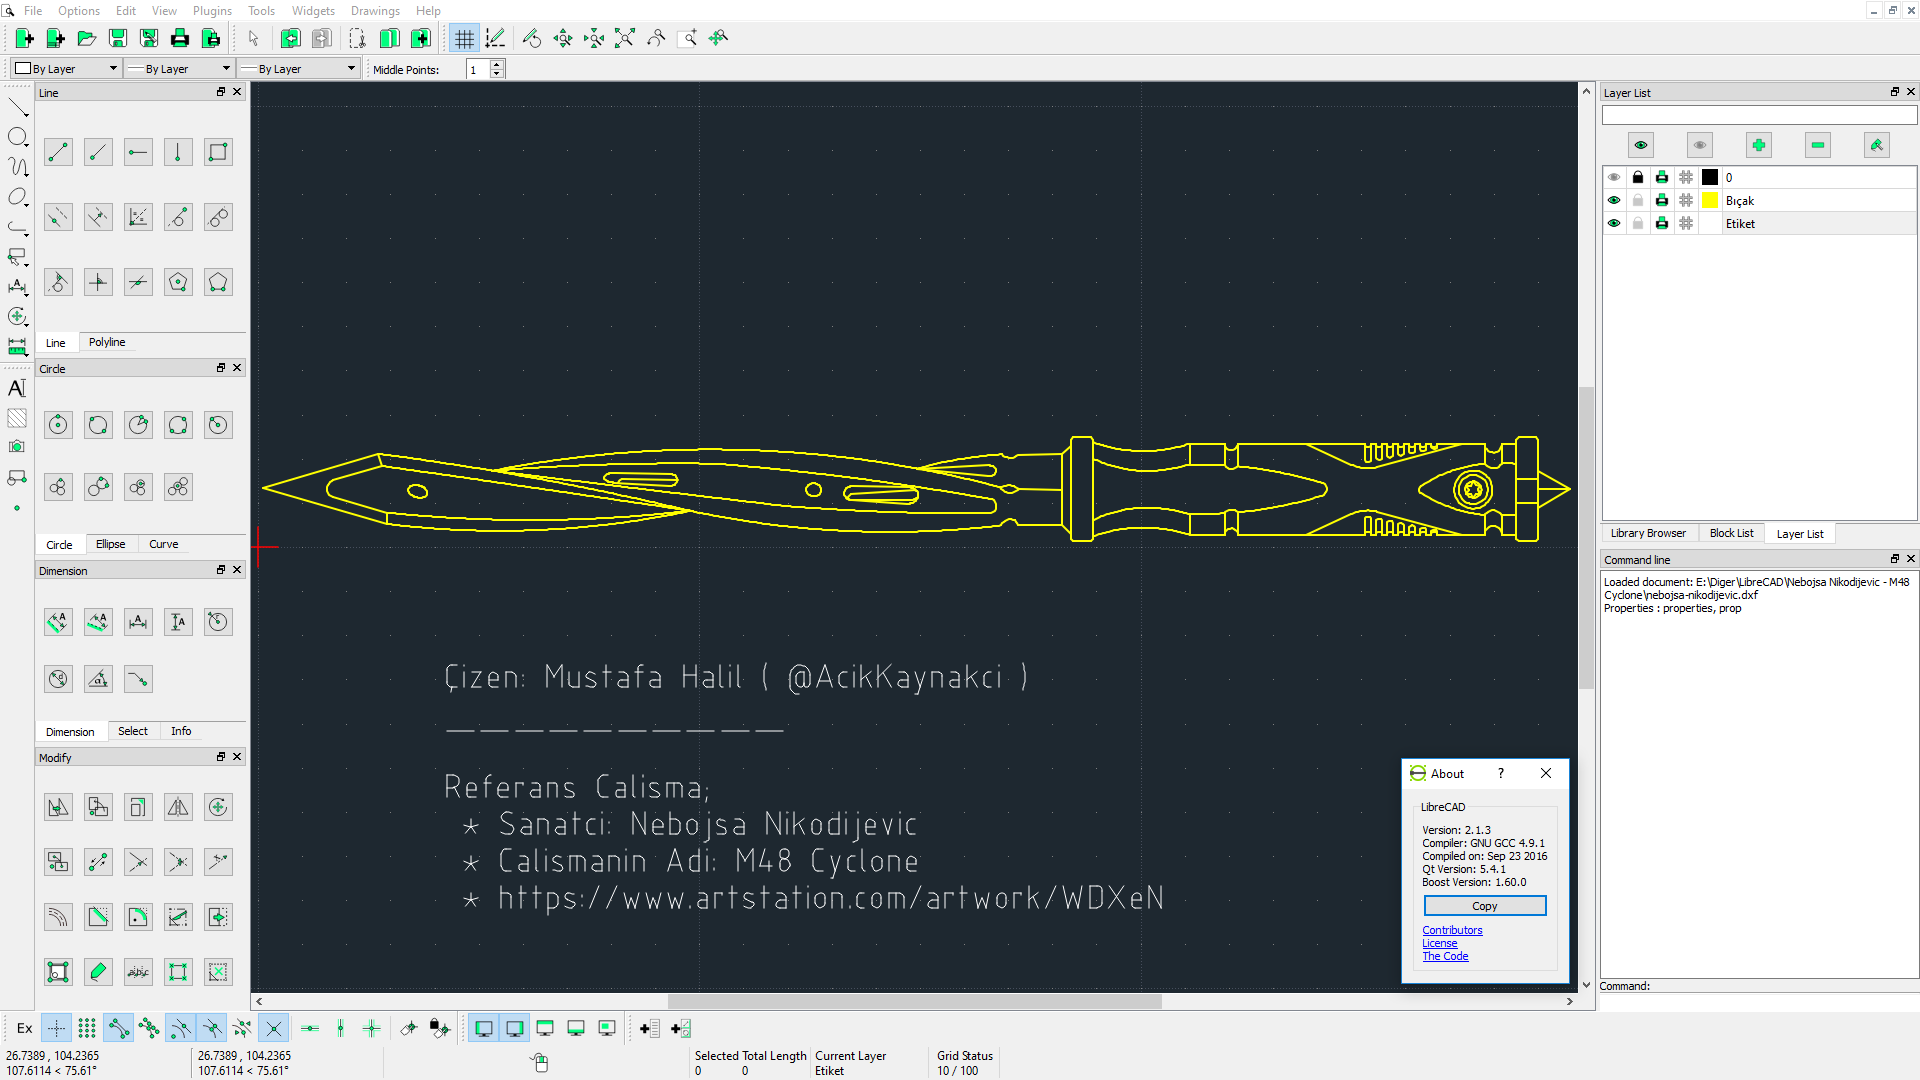 File Options Edit View Plugins Tools Widgets Drawings Help
By Layer By Layer By Layer Middle Points: 1
Line
Line Polyline
Circle
Circle Ellipse Curve
Dimension
Dimension Select Info
Modify
Çizen: Mustafa Halil ( @AcikKaynakci )
__________
Referans Calisma;
* Sanatci: Nebojsa Nikodijevic
* Calismanin Adi: M48 Cyclone
* https://www.artstation.com/artwork/WDXeN
About ?
LibreCAD
Version: 2.1.3
Compiler: GNU GCC 4.9.1
Compiled on: Sep 23 2016
Qt Version: 5.4.1
Boost Version: 1.60.0
Copy
Contributors
License
The Code
Layer List
0
Bıçak
Etiket
Library Browser Block List Layer List
Command line
Loaded document: E:\Diger\LibreCAD\Nebojsa Nikodijevic - M48
Cyclone\nebojsa-nikodijevic.dxf
Properties : properties, prop
Command:
Ex
26.7389 , 104.2365 26.7389 , 104.2365 Selected Total Length Current Layer Grid Status
107.6114 < 75.61° 107.6114 < 75.61° 0 0 Etiket 10 / 100